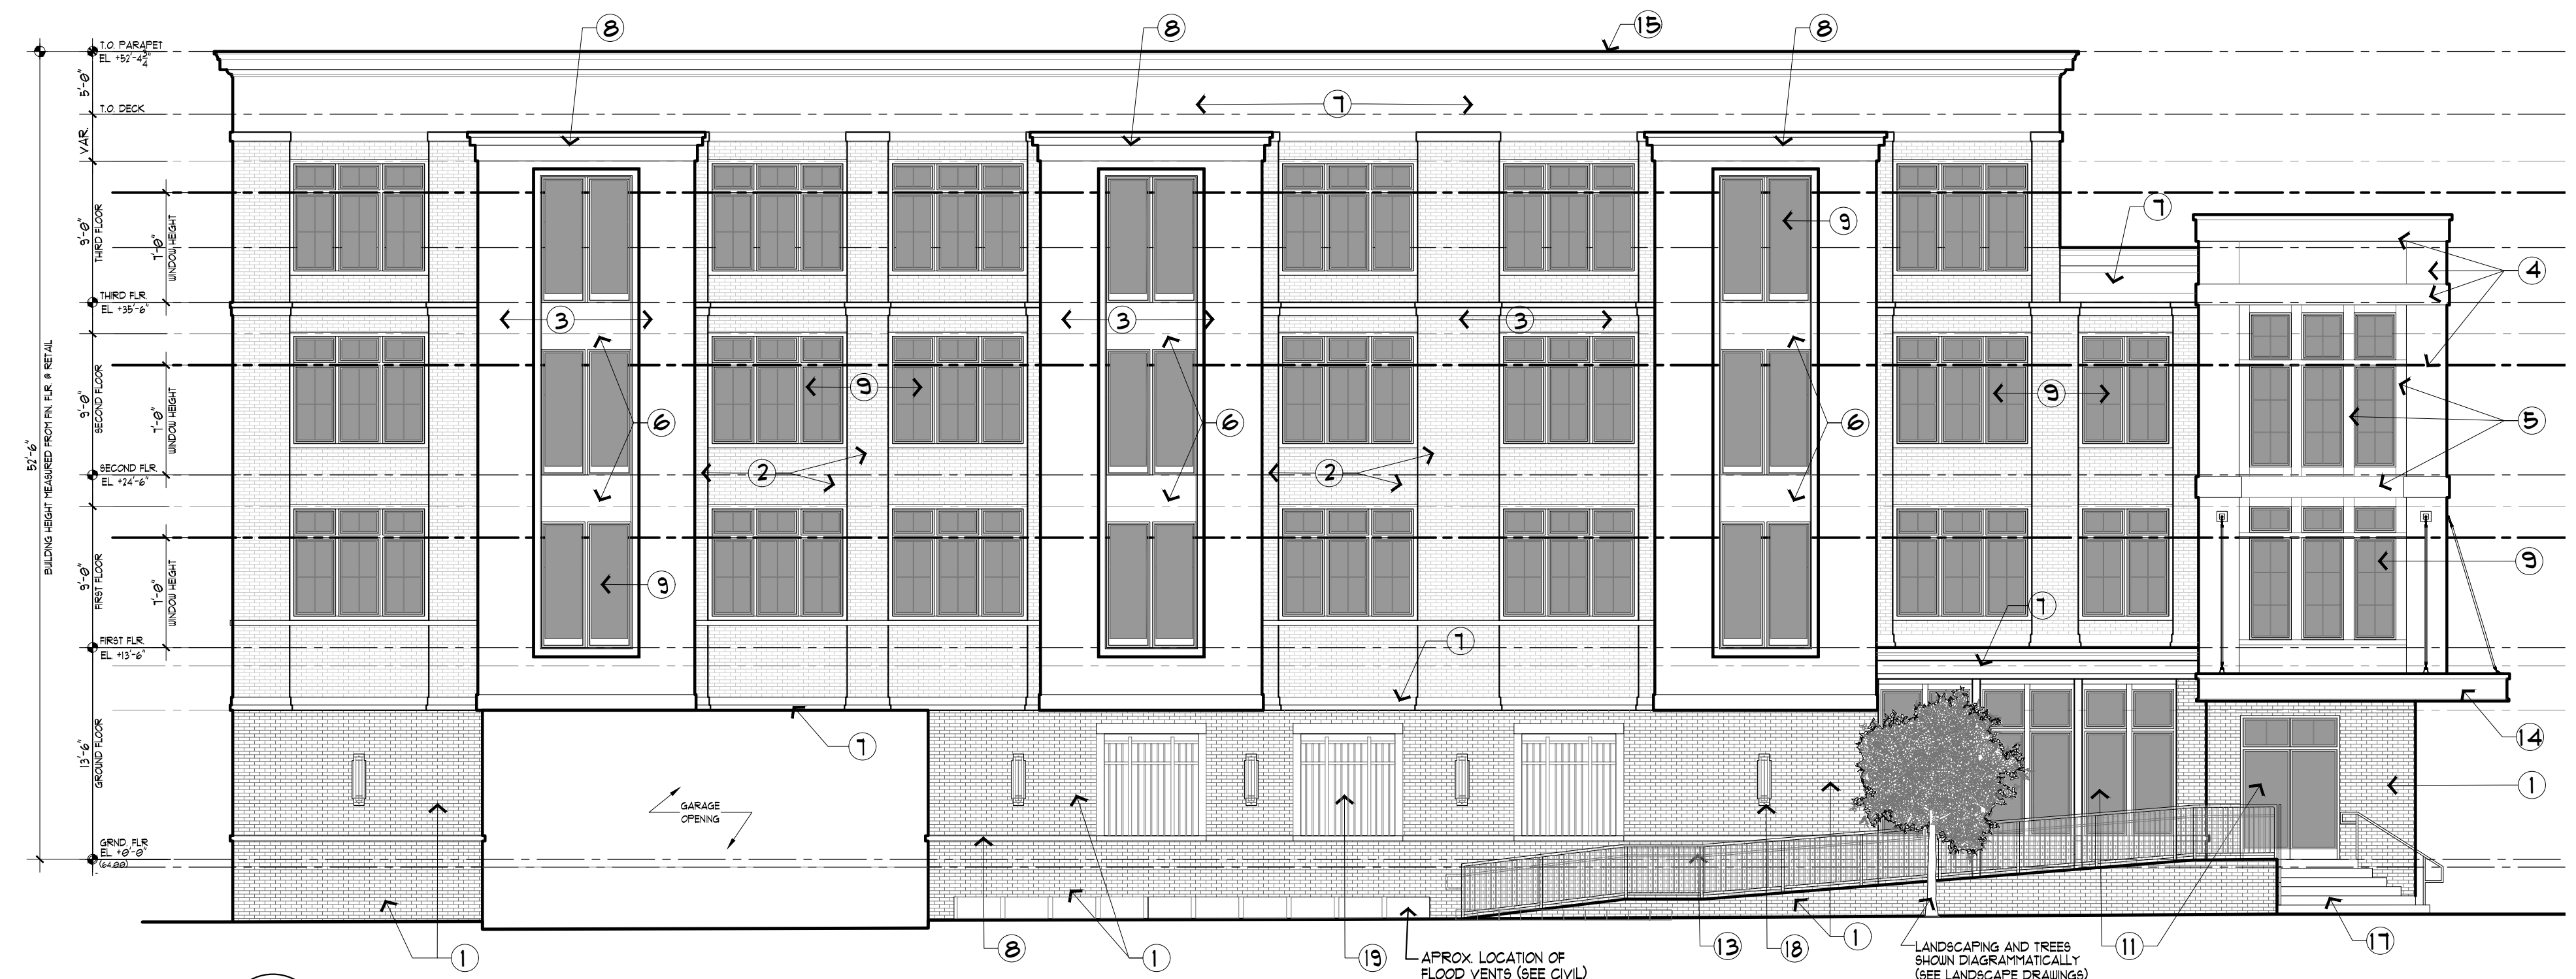 8
8
15
8
T.O. PARAPET
EL. +52'-4 3/4"
5'-0"
T.O. DECK
7
VAR.
9'-0"
THIRD FLOOR
7'-0"
WINDOW HEIGHT
9
7
4
THIRD FLR.
EL. +35'-6"
3
3
3
52'-6"
BUILDING HEIGHT MEASURED FROM FIN. FLR. @ RETAIL
9'-0"
SECOND FLOOR
7'-0"
WINDOW HEIGHT
9
9
6
6
6
5
SECOND FLR.
EL. +24'-6"
2
2
9'-0"
FIRST FLOOR
7'-0"
WINDOW HEIGHT
9
9
7
FIRST FLR.
EL. +13'-6"
7
7
14
13'-6"
GROUND FLOOR
GARAGE
OPENING
1
GRND. FLR
EL +0'-0"
(64.00)
1
8
1
19
APROX. LOCATION OF
FLOOD VENTS (SEE CIVIL)
13
18
1
LANDSCAPING AND TREES
SHOWN DIAGRAMMATICALLY
(SEE LANDSCAPE DRAWINGS)
11
17